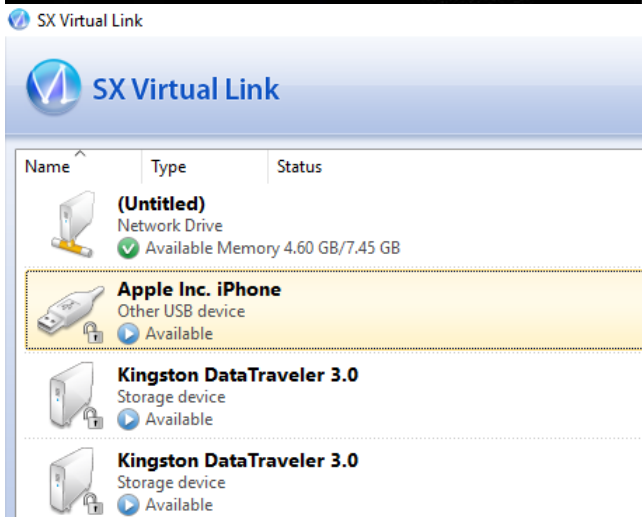 SX Virtual Link
SX Virtual Link
Name Type Status
(Untitled)
Network Drive
Available Memory 4.60 GB/7.45 GB
Apple Inc. iPhone
Other USB device
Available
Kingston DataTraveler 3.0
Storage device
Available
Kingston DataTraveler 3.0
Storage device
Available